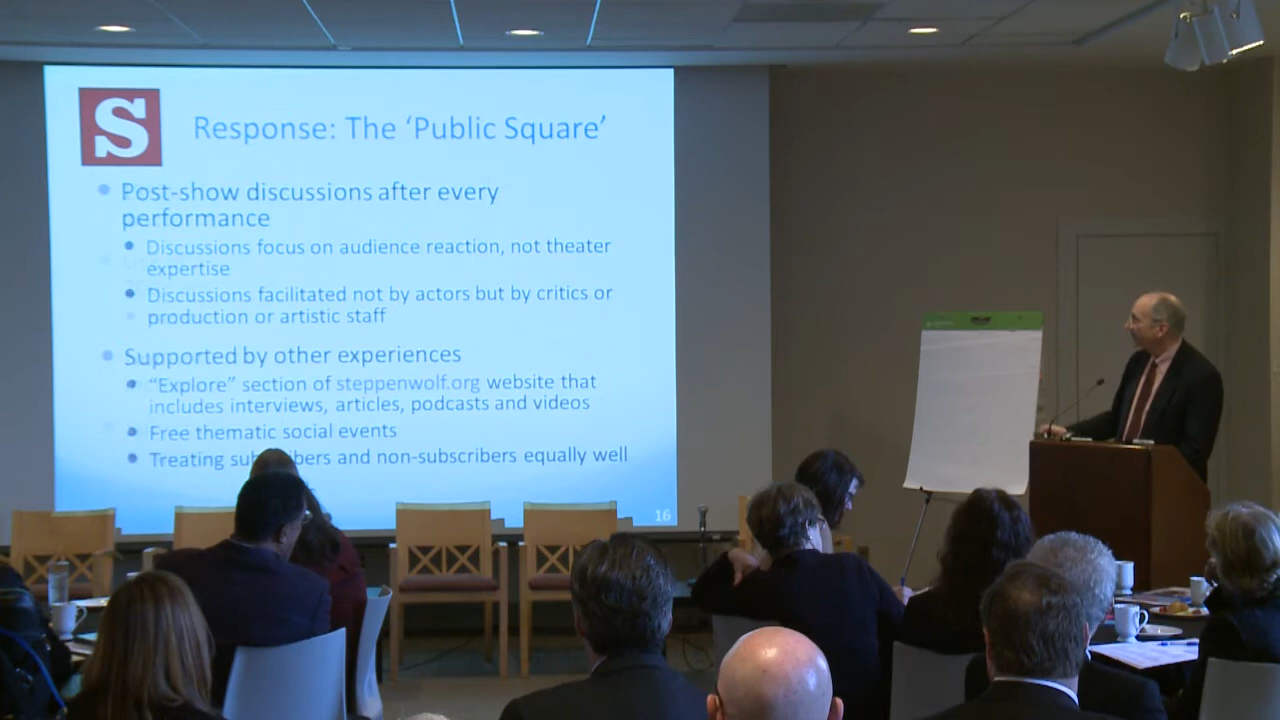 S
Response: The ‘Public Square’
Post-show discussions after every
performance
Discussions focus on audience reaction, not theater
expertise
Discussions facilitated not by actors but by critics or
production or artistic staff
Supported by other experiences
“Explore” section of steppenwolf.org website that
includes interviews, articles, podcasts and videos
Free thematic social events
Treating subscribers and non-subscribers equally well
16